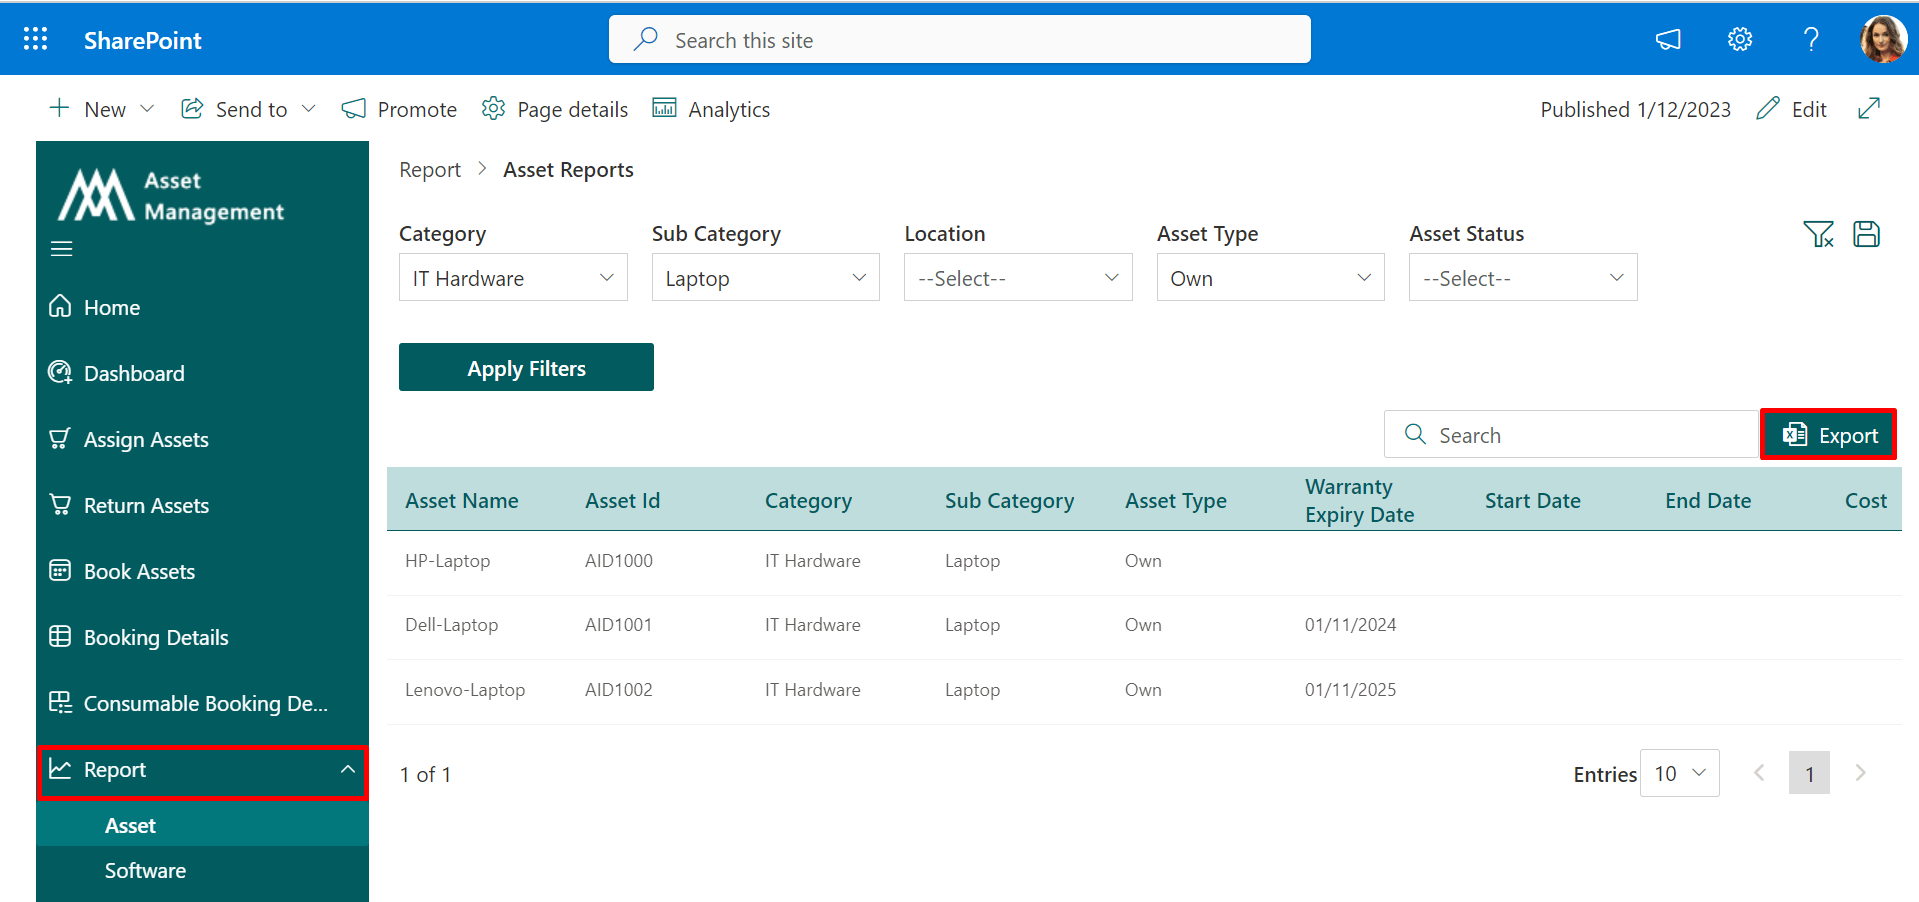 SharePoint
Search this site
New
Send to
Promote
Page details
Analytics
Published 1/12/2023
Edit
Asset
Management
Home
Dashboard
Assign Assets
Return Assets
Book Assets
Booking Details
Consumable Booking De...
Report
Asset
Software
Report > Asset Reports
Category
Sub Category
Location
Asset Type
Asset Status
IT Hardware
Laptop
--Select--
Own
--Select--
Apply Filters
Search
Export
Asset Name Asset Id Category Sub Category Asset Type Warranty Expiry Date Start Date End Date Cost
HP-Laptop AID1000 IT Hardware Laptop Own
Dell-Laptop AID1001 IT Hardware Laptop Own 01/11/2024
Lenovo-Laptop AID1002 IT Hardware Laptop Own 01/11/2025
1 of 1
Entries 10
1